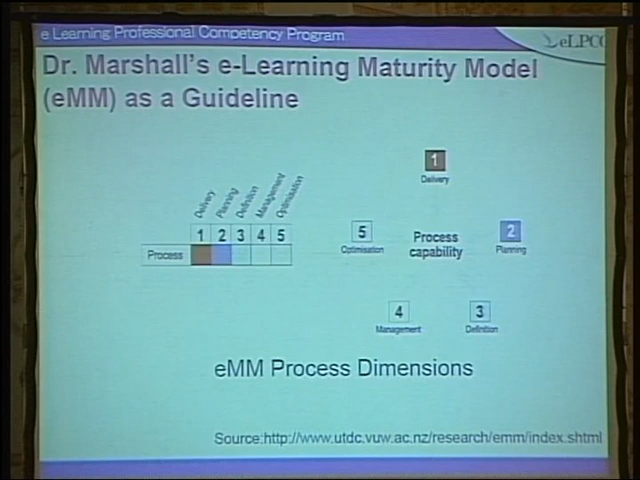 e Learning Professional Competency Program
eLPCO
Dr. Marshall's e-Learning Maturity Model
(eMM) as a Guideline
Delivery
Planning
Definition
Management
Optimisation
1 2 3 4 5
Process
1
Delivery
5
Optimisation
Process
capability
2
Planning
4
Management
3
Definition
eMM Process Dimensions
Source:http://www.utdc.vuw.ac.nz/research/emm/index.shtml